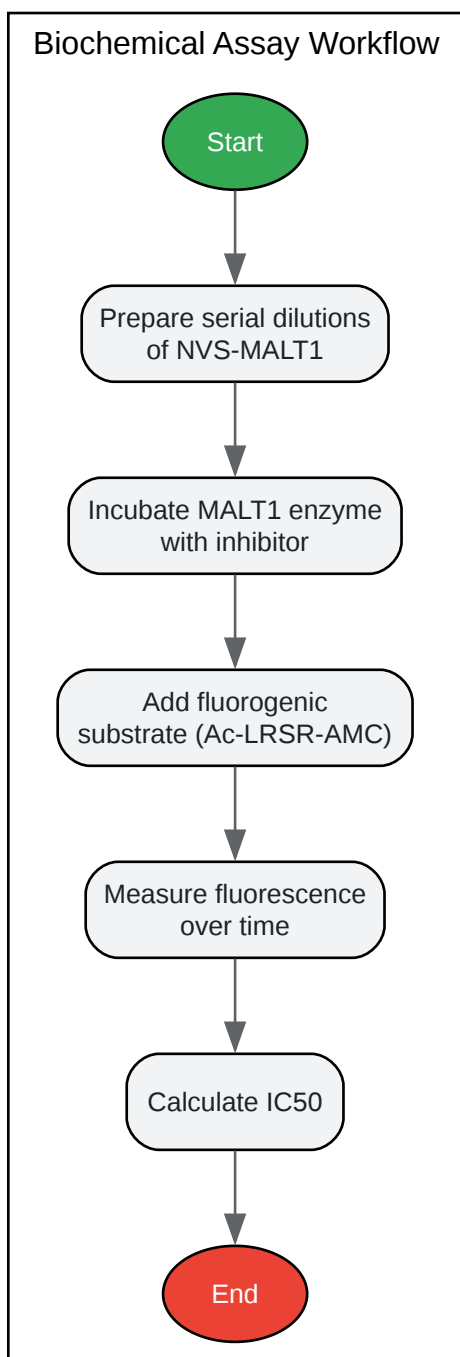 Biochemical Assay Workflow
Start
Prepare serial dilutions
of NVS-MALT1
Incubate MALT1 enzyme
with inhibitor
Add fluorogenic
substrate (Ac-LRSR-AMC)
Measure fluorescence
over time
Calculate IC50
End